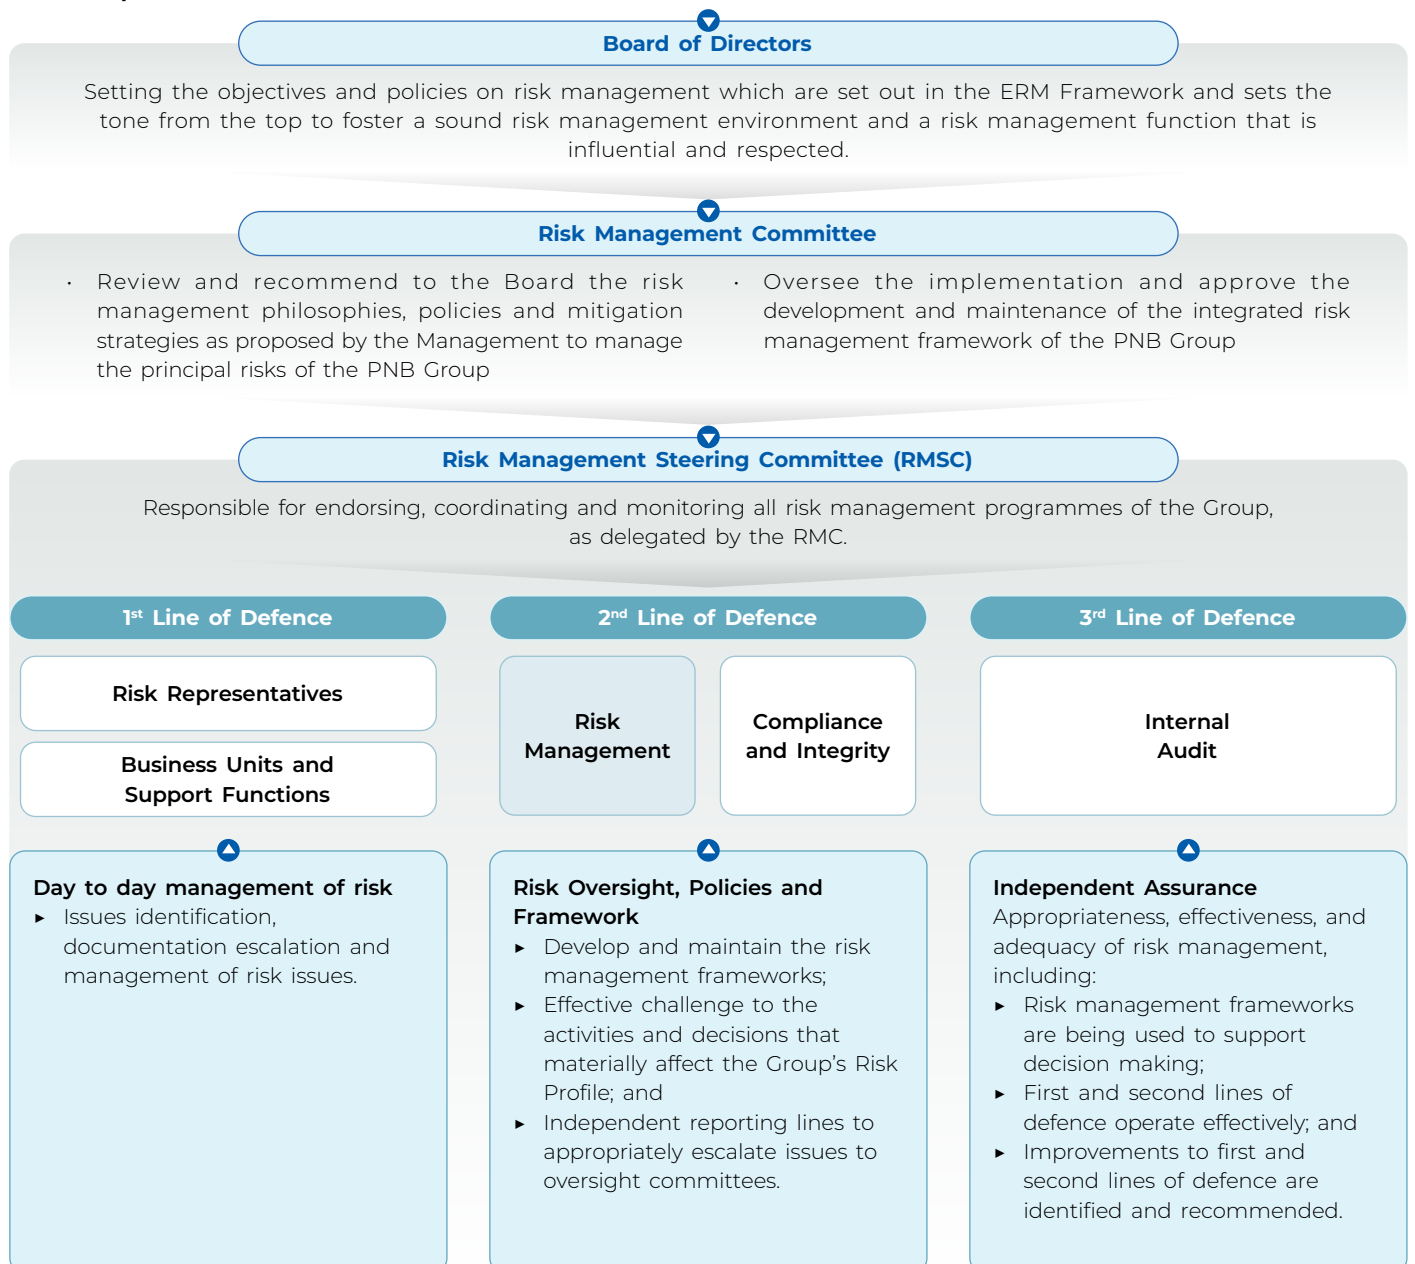 Board of Directors
Setting the objectives and policies on risk management which are set out in the ERM Framework and sets the
tone from the top to foster a sound risk management environment and a risk management function that is
influential and respected.
Risk Management Committee
• Review and recommend to the Board the risk
management philosophies, policies and mitigation
strategies as proposed by the Management to manage
the principal risks of the PNB Group
• Oversee the implementation and approve the
development and maintenance of the integrated risk
management framework of the PNB Group
Risk Management Steering Committee (RMSC)
Responsible for endorsing, coordinating and monitoring all risk management programmes of the Group,
as delegated by the RMC.
1st Line of Defence
Risk Representatives
Business Units and
Support Functions
Day to day management of risk
► Issues identification,
documentation escalation and
management of risk issues.
2nd Line of Defence
Risk
Management
Compliance
and Integrity
Risk Oversight, Policies and
Framework
► Develop and maintain the risk
management frameworks;
► Effective challenge to the
activities and decisions that
materially affect the Group's Risk
Profile; and
► Independent reporting lines to
appropriately escalate issues to
oversight committees.
3rd Line of Defence
Internal
Audit
Independent Assurance
Appropriateness, effectiveness, and
adequacy of risk management,
including:
► Risk management frameworks
are being used to support
decision making;
► First and second lines of
defence operate effectively; and
► Improvements to first and
second lines of defence are
identified and recommended.